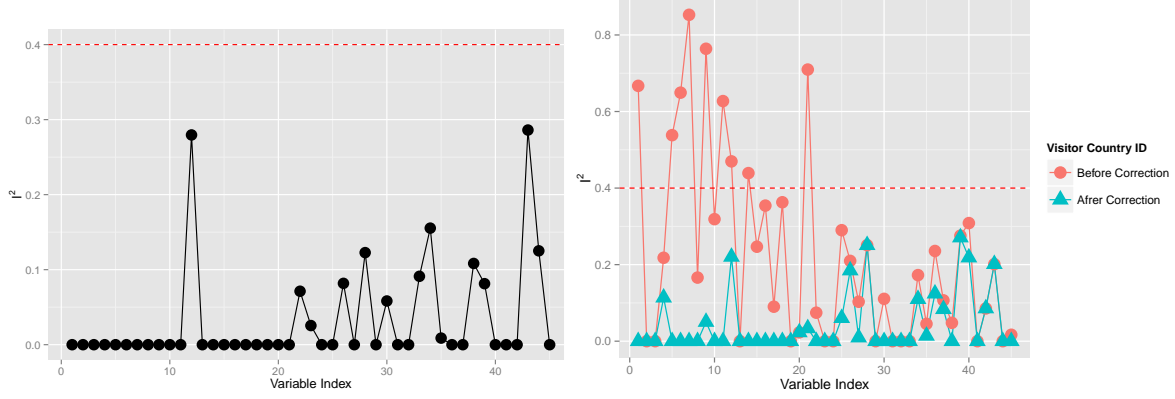 0.4
0.3
0.2
0.1
0.0
I²
0 10 20 30 40
Variable Index
0.8
0.6
0.4
0.2
0.0
I²
0 10 20 30 40
Variable Index
Visitor Country ID
Before Correction
Afrer Correction